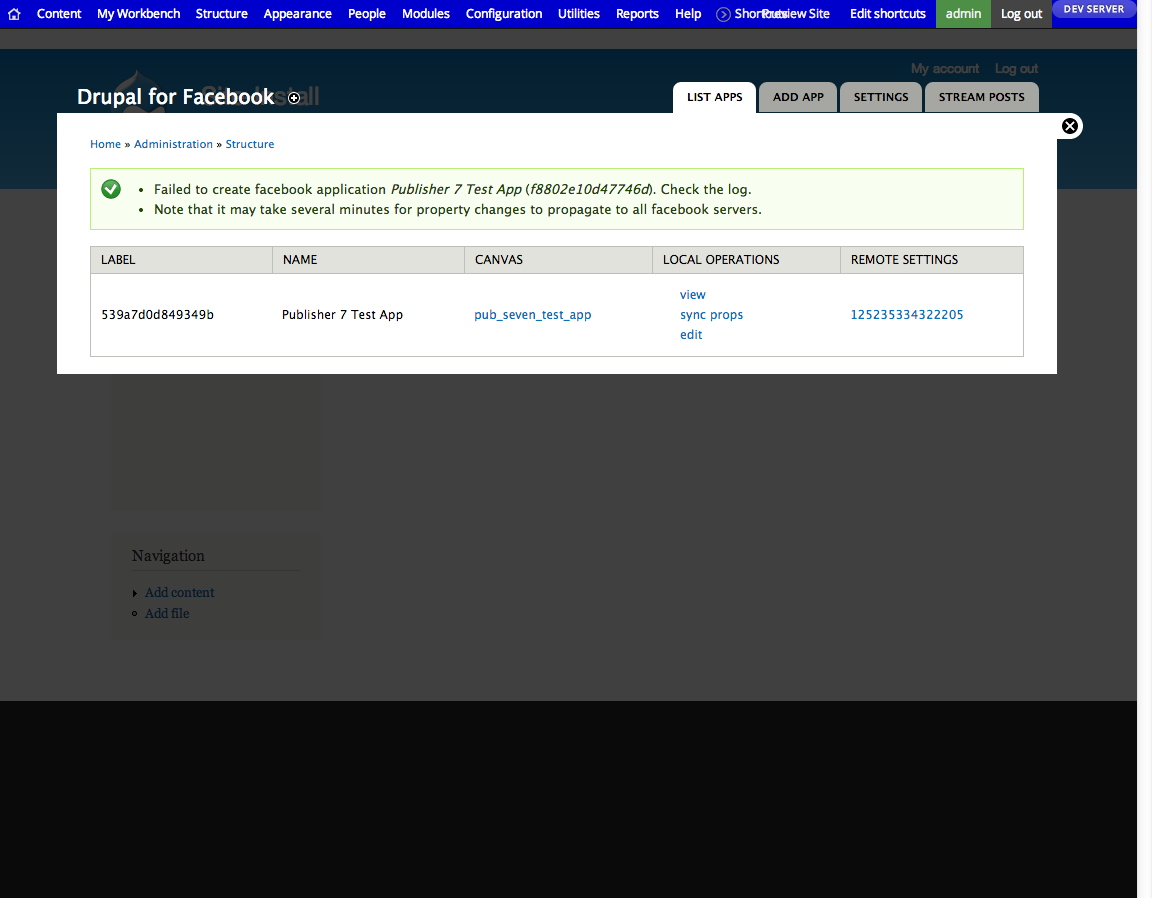 Content My Workbench Structure Appearance People Modules Configuration Utilities Reports Help Shortcuts Preview Site Edit shortcuts admin Log out DEV SERVER
My account Log out
Drupal for Facebook
LIST APPS ADD APP SETTINGS STREAM POSTS
Home » Administration » Structure
• Failed to create facebook application Publisher 7 Test App (f8802e10d47746d). Check the log.
• Note that it may take several minutes for property changes to propagate to all facebook servers.
LABEL NAME CANVAS LOCAL OPERATIONS REMOTE SETTINGS
view
539a7d0d849349b Publisher 7 Test App pub_seven_test_app sync props 125235334322205
edit
Navigation
Add content
Add file